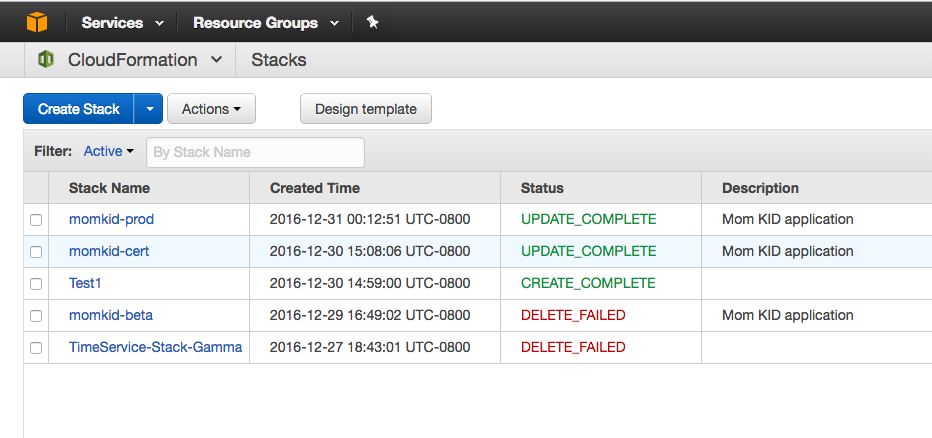 Services Resource Groups
CloudFormation Stacks
Create Stack Actions Design template
Filter: Active By Stack Name
Stack Name Created Time Status Description
momkid-prod 2016-12-31 00:12:51 UTC-0800 UPDATE_COMPLETE Mom KID application
momkid-cert 2016-12-30 15:08:06 UTC-0800 UPDATE_COMPLETE Mom KID application
Test1 2016-12-30 14:59:00 UTC-0800 CREATE_COMPLETE
momkid-beta 2016-12-29 16:49:02 UTC-0800 DELETE_FAILED Mom KID application
TimeService-Stack-Gamma 2016-12-27 18:43:01 UTC-0800 DELETE_FAILED